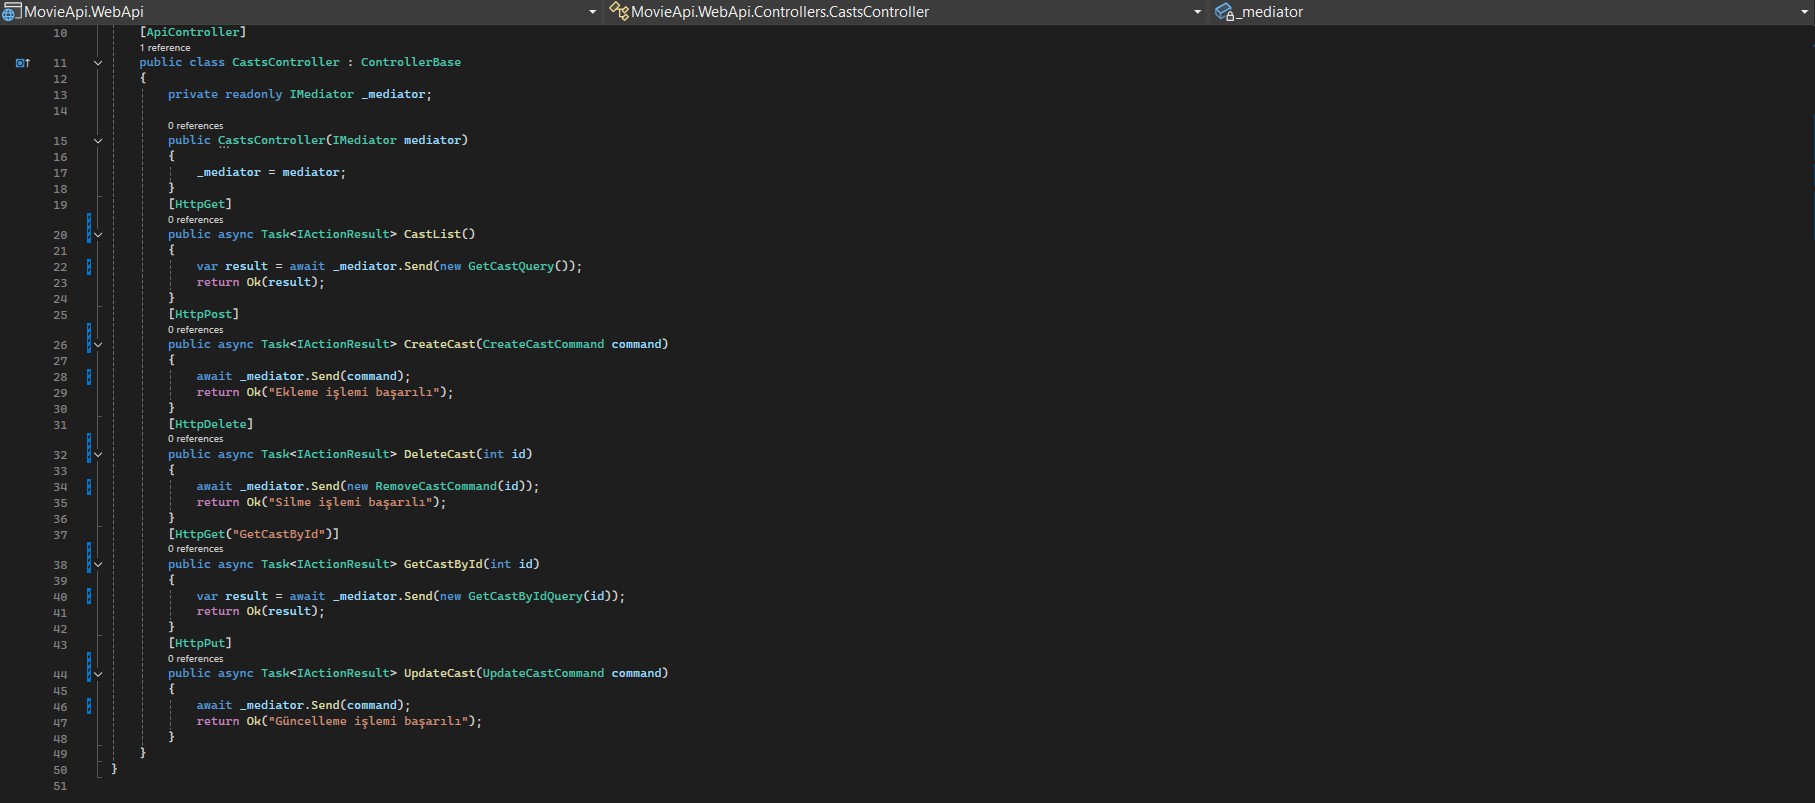 MovieApi.WebApi MovieApi.WebApi.Controllers.CastsController _mediator
10 [ApiController]
1 reference
11 public class CastsController : ControllerBase
12 {
13 private readonly IMediator _mediator;
14
0 references
15 public CastsController(IMediator mediator)
16 {
17 _mediator = mediator;
18 }
19 [HttpGet]
0 references
20 public async Task<IActionResult> CastList()
21 {
22 var result = await _mediator.Send(new GetCastQuery());
23 return Ok(result);
24 }
25 [HttpPost]
0 references
26 public async Task<IActionResult> CreateCast(CreateCastCommand command)
27 {
28 await _mediator.Send(command);
29 return Ok("Ekleme işlemi başarılı");
30 }
31 [HttpDelete]
0 references
32 public async Task<IActionResult> DeleteCast(int id)
33 {
34 await _mediator.Send(new RemoveCastCommand(id));
35 return Ok("Silme işlemi başarılı");
36 }
37 [HttpGet("GetCastById")]
0 references
38 public async Task<IActionResult> GetCastById(int id)
39 {
40 var result = await _mediator.Send(new GetCastByIdQuery(id));
41 return Ok(result);
42 }
43 [HttpPut]
0 references
44 public async Task<IActionResult> UpdateCast(UpdateCastCommand command)
45 {
46 await _mediator.Send(command);
47 return Ok("Güncelleme işlemi başarılı");
48 }
49 }
50 }
51